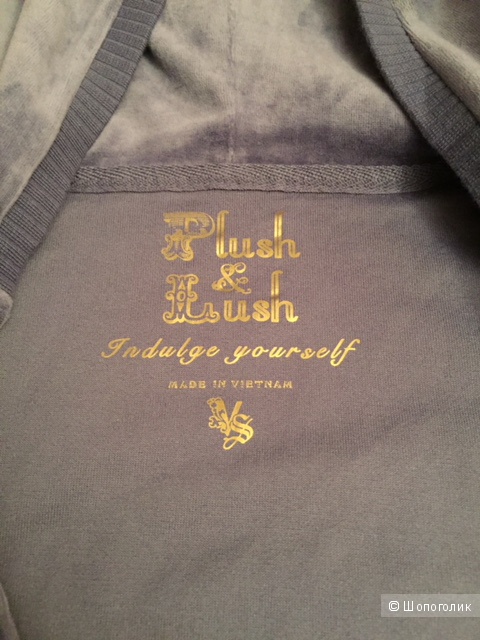 Plush
&
Lush
Indulge yourself
MADE IN VIETNAM
VS
© Шопоголик